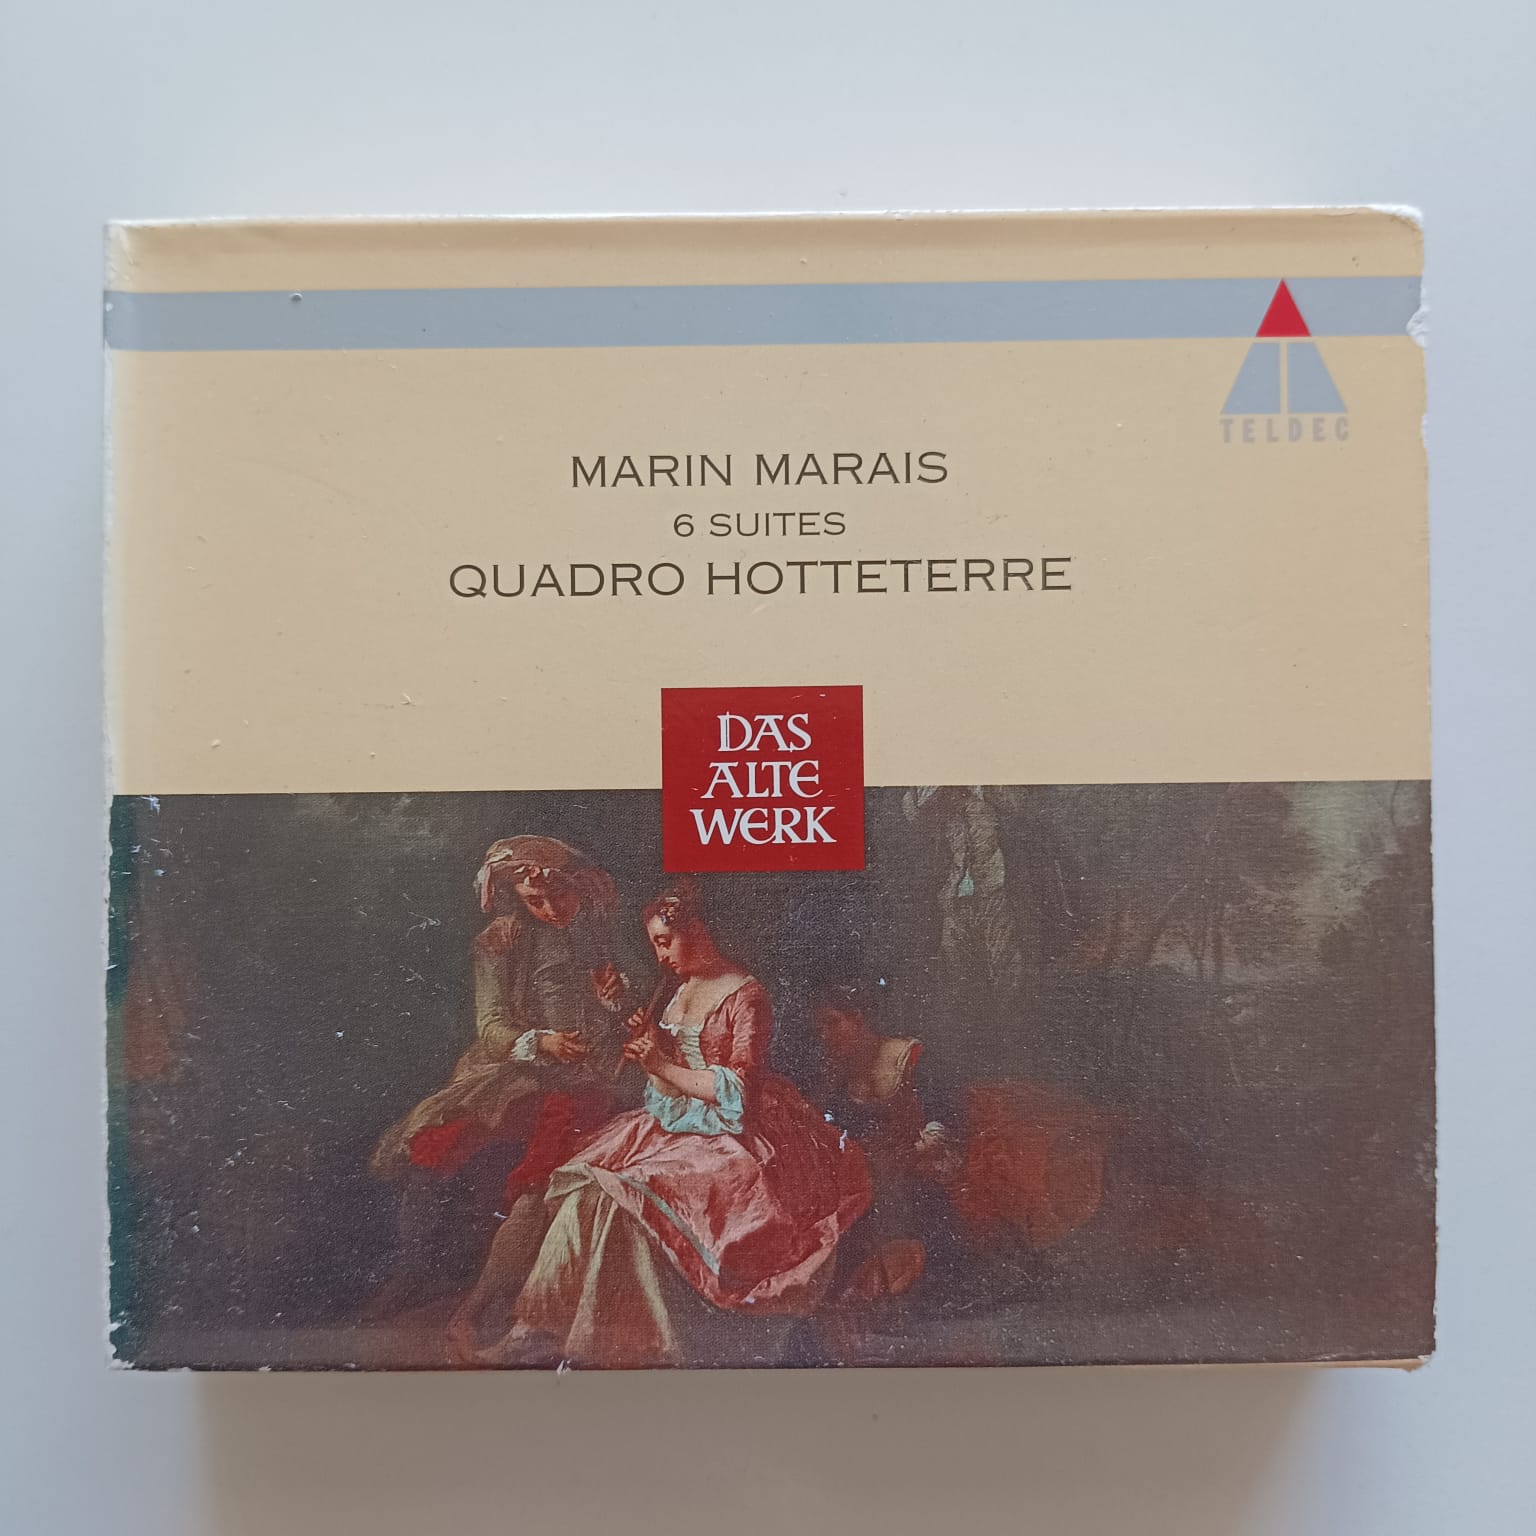 TELDEC
MARIN MARAIS
6 SUITES
QUADRO HOTTETERRE
DAS
ALTE
WERK